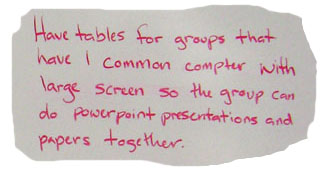 Have tables for groups that
have 1 common compter with
large screen so the group can
do powerpoint presentations and
papers together.